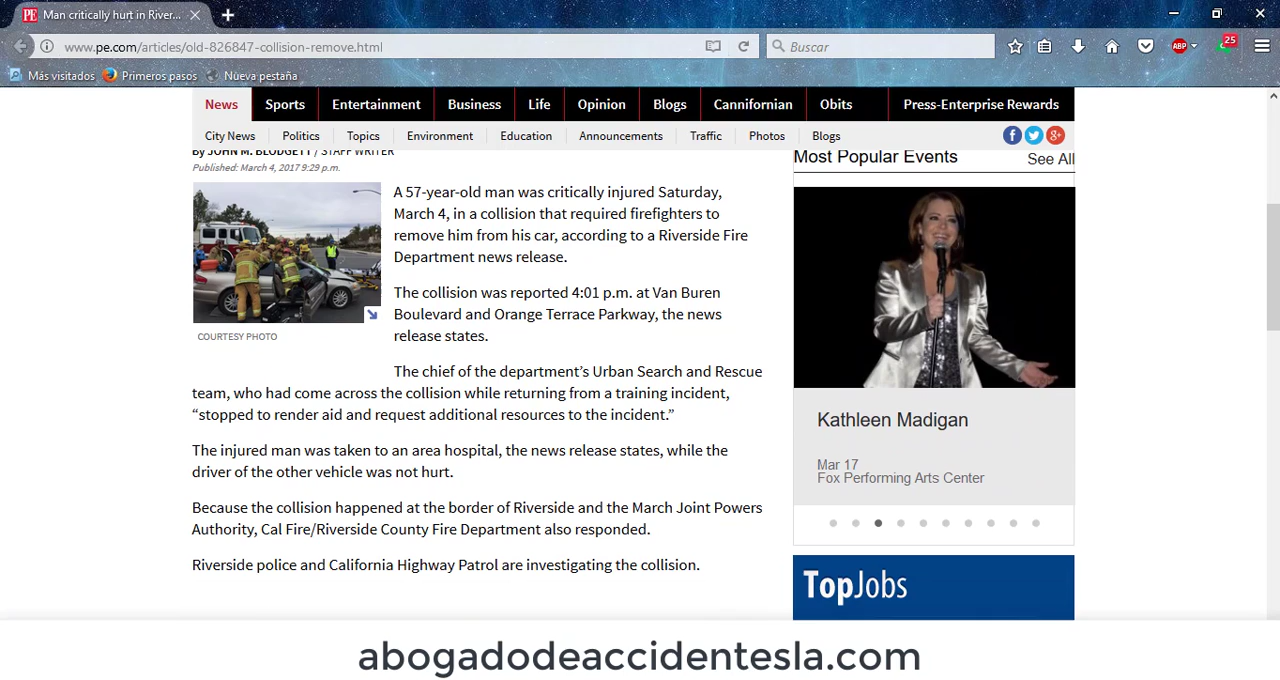 PE Man critically hurt in River...
www.pe.com/articles/old-826847-collision-remove.html
Buscar
ABP
25
Más visitados
Primeros pasos
Nueva pestaña
News
Sports
Entertainment
Business
Life
Opinion
Blogs
Cannifornian
Obits
Press-Enterprise Rewards
City News
Politics
Topics
Environment
Education
Announcements
Traffic
Photos
Blogs
By JOHN M. BLODGETT / STAFF WRITER
Published: March 4, 2017 9:29 p.m.
COURTESY PHOTO
A 57-year-old man was critically injured Saturday,
March 4, in a collision that required firefighters to
remove him from his car, according to a Riverside Fire
Department news release.
The collision was reported 4:01 p.m. at Van Buren
Boulevard and Orange Terrace Parkway, the news
release states.
The chief of the department’s Urban Search and Rescue
team, who had come across the collision while returning from a training incident,
“stopped to render aid and request additional resources to the incident.”
The injured man was taken to an area hospital, the news release states, while the
driver of the other vehicle was not hurt.
Because the collision happened at the border of Riverside and the March Joint Powers
Authority, Cal Fire/Riverside County Fire Department also responded.
Riverside police and California Highway Patrol are investigating the collision.
Most Popular Events
See All
Kathleen Madigan
Mar 17
Fox Performing Arts Center
TopJobs
abogadodeaccidentesla.com